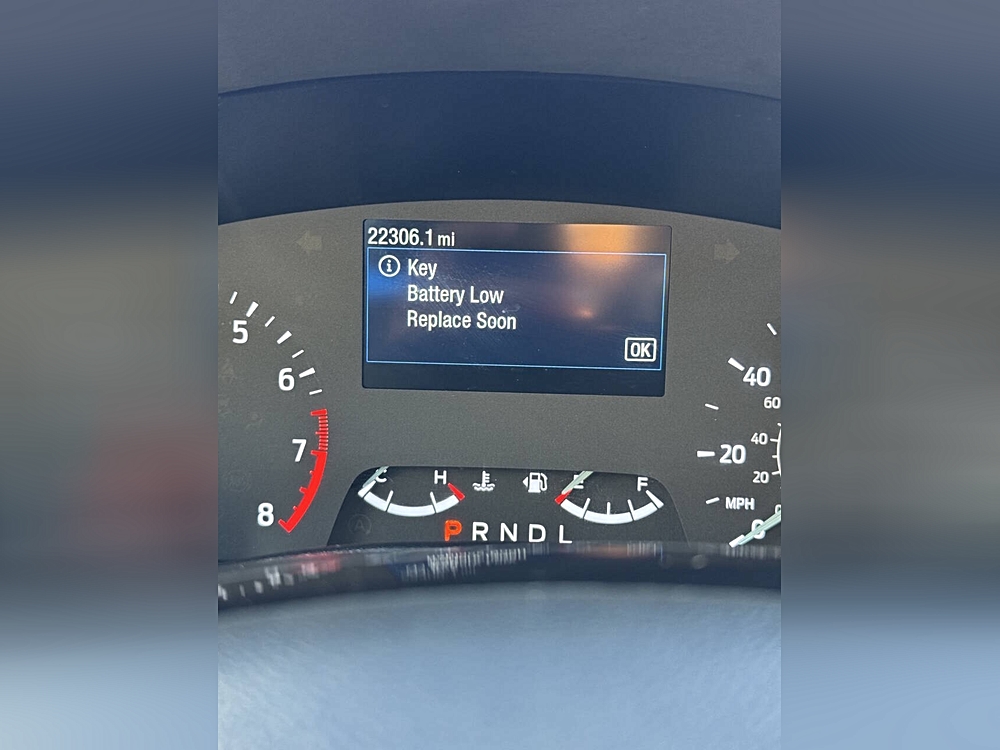 22306.1 mi
Key
Battery Low
Replace Soon
OK
5
6
7
8
40
60
20
40
20
MPH
0
C H
E F
P R N D L